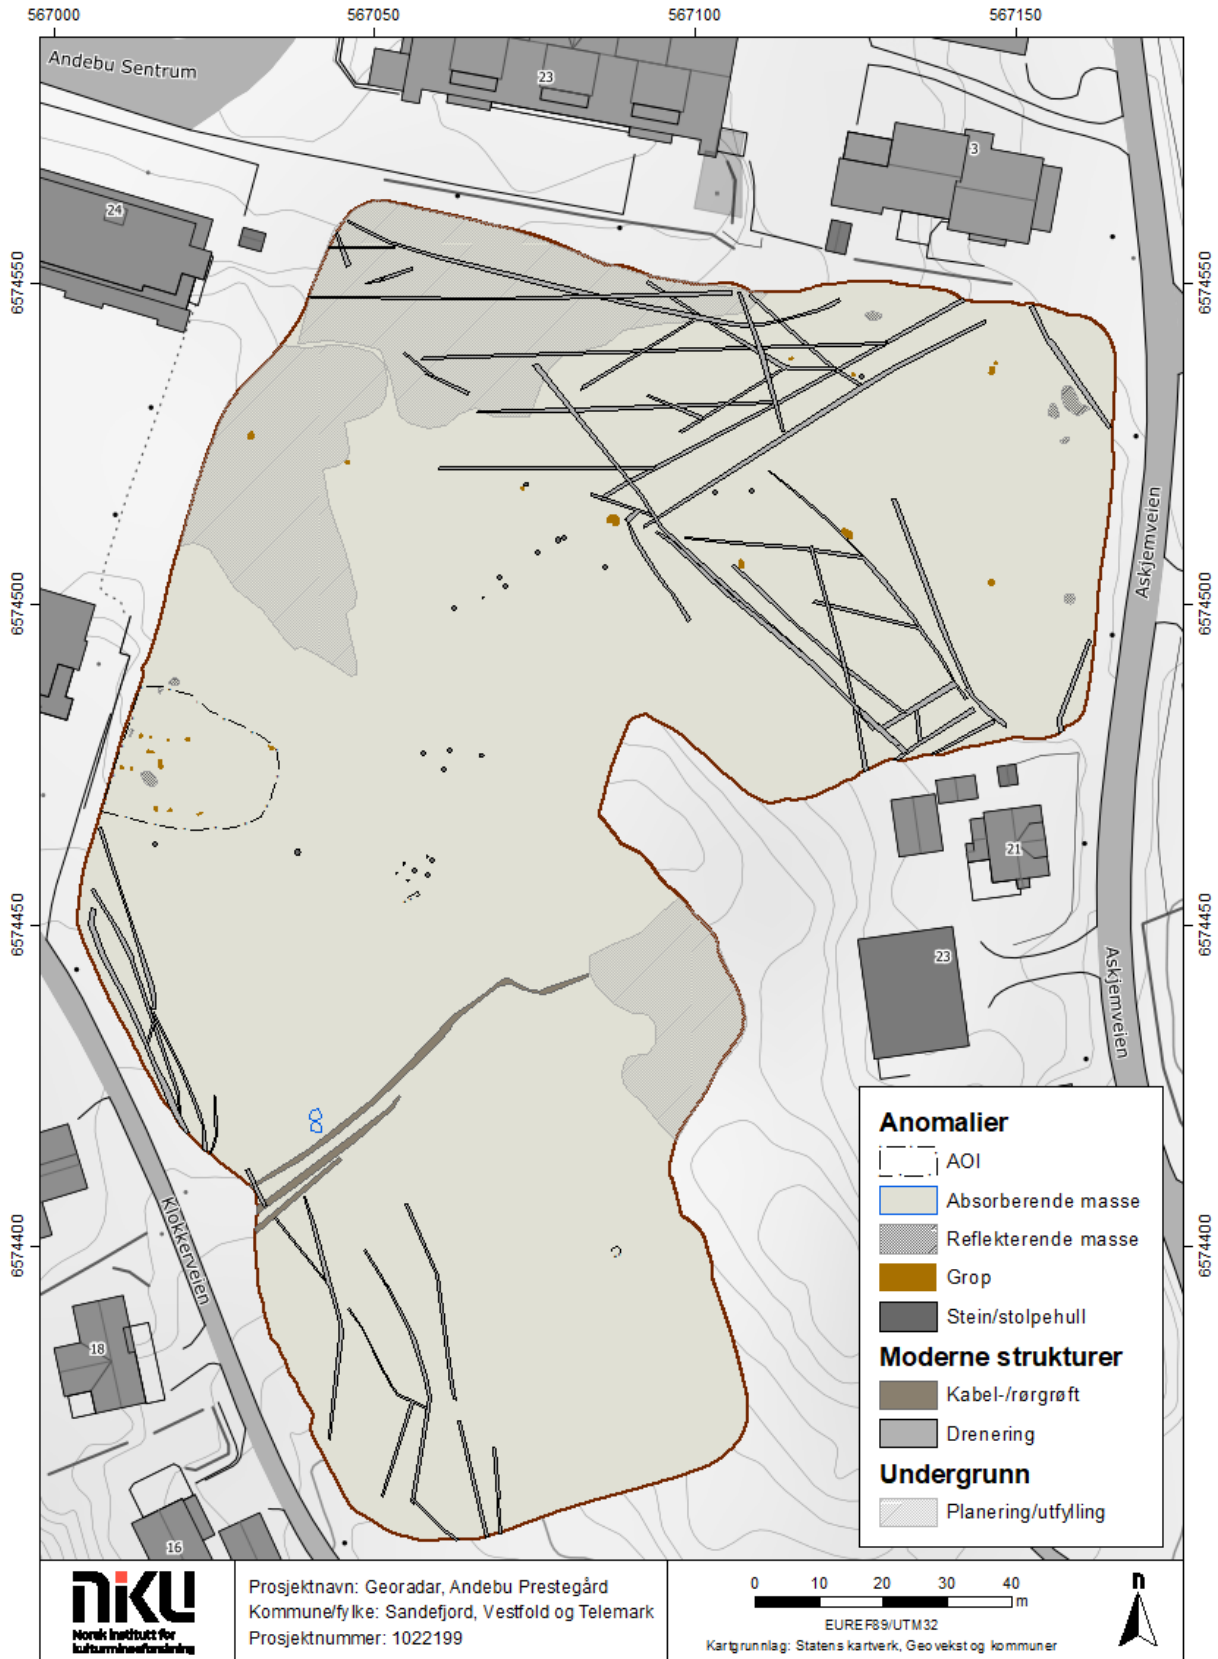 567000
567050
567100
567150
Andebu Sentrum
23
3
24
6574550
6574550
6574500
6574500
Askjemveien
21
6574450
6574450
23
Askjemveien
Klokkerveien
6574400
6574400
18
16
Anomalier
AOI
Absorberende masse
Reflekterende masse
Grop
Stein/stolpehull
Moderne strukturer
Kabel-/rørgrøft
Drenering
Undergrunn
Planering/utfylling
NIKU
Norsk institutt for
kulturminneforskning
Prosjektnavn: Georadar, Andebu Prestegård
Kommune/fylke: Sandefjord, Vestfold og Telemark
Prosjektnummer: 1022199
0 10 20 30 40
m
EUREF89/UTM32
Kartgrunnlag: Statens kartverk, Geovekst og kommuner
n